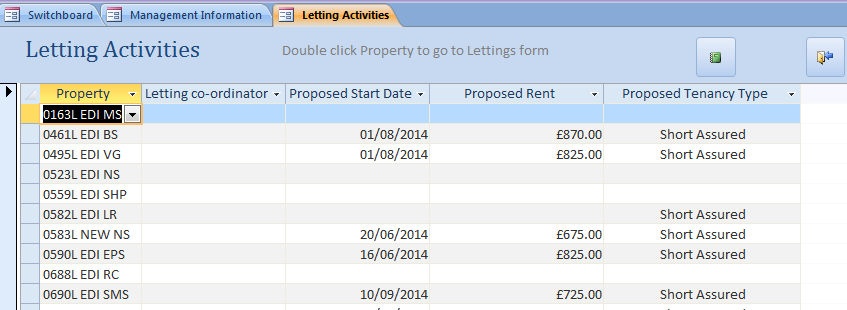 Switchboard Management Information Letting Activities
Letting Activities Double click Property to go to Lettings form
Property Letting co-ordinator Proposed Start Date Proposed Rent Proposed Tenancy Type
0163L EDI MS
0461L EDI BS 01/08/2014 £870.00 Short Assured
0495L EDI VG 01/08/2014 £825.00 Short Assured
0523L EDI NS
0559L EDI SHP
0582L EDI LR Short Assured
0583L NEW NS 20/06/2014 £675.00 Short Assured
0590L EDI EPS 16/06/2014 £825.00 Short Assured
0688L EDI RC
0690L EDI SMS 10/09/2014 £725.00 Short Assured